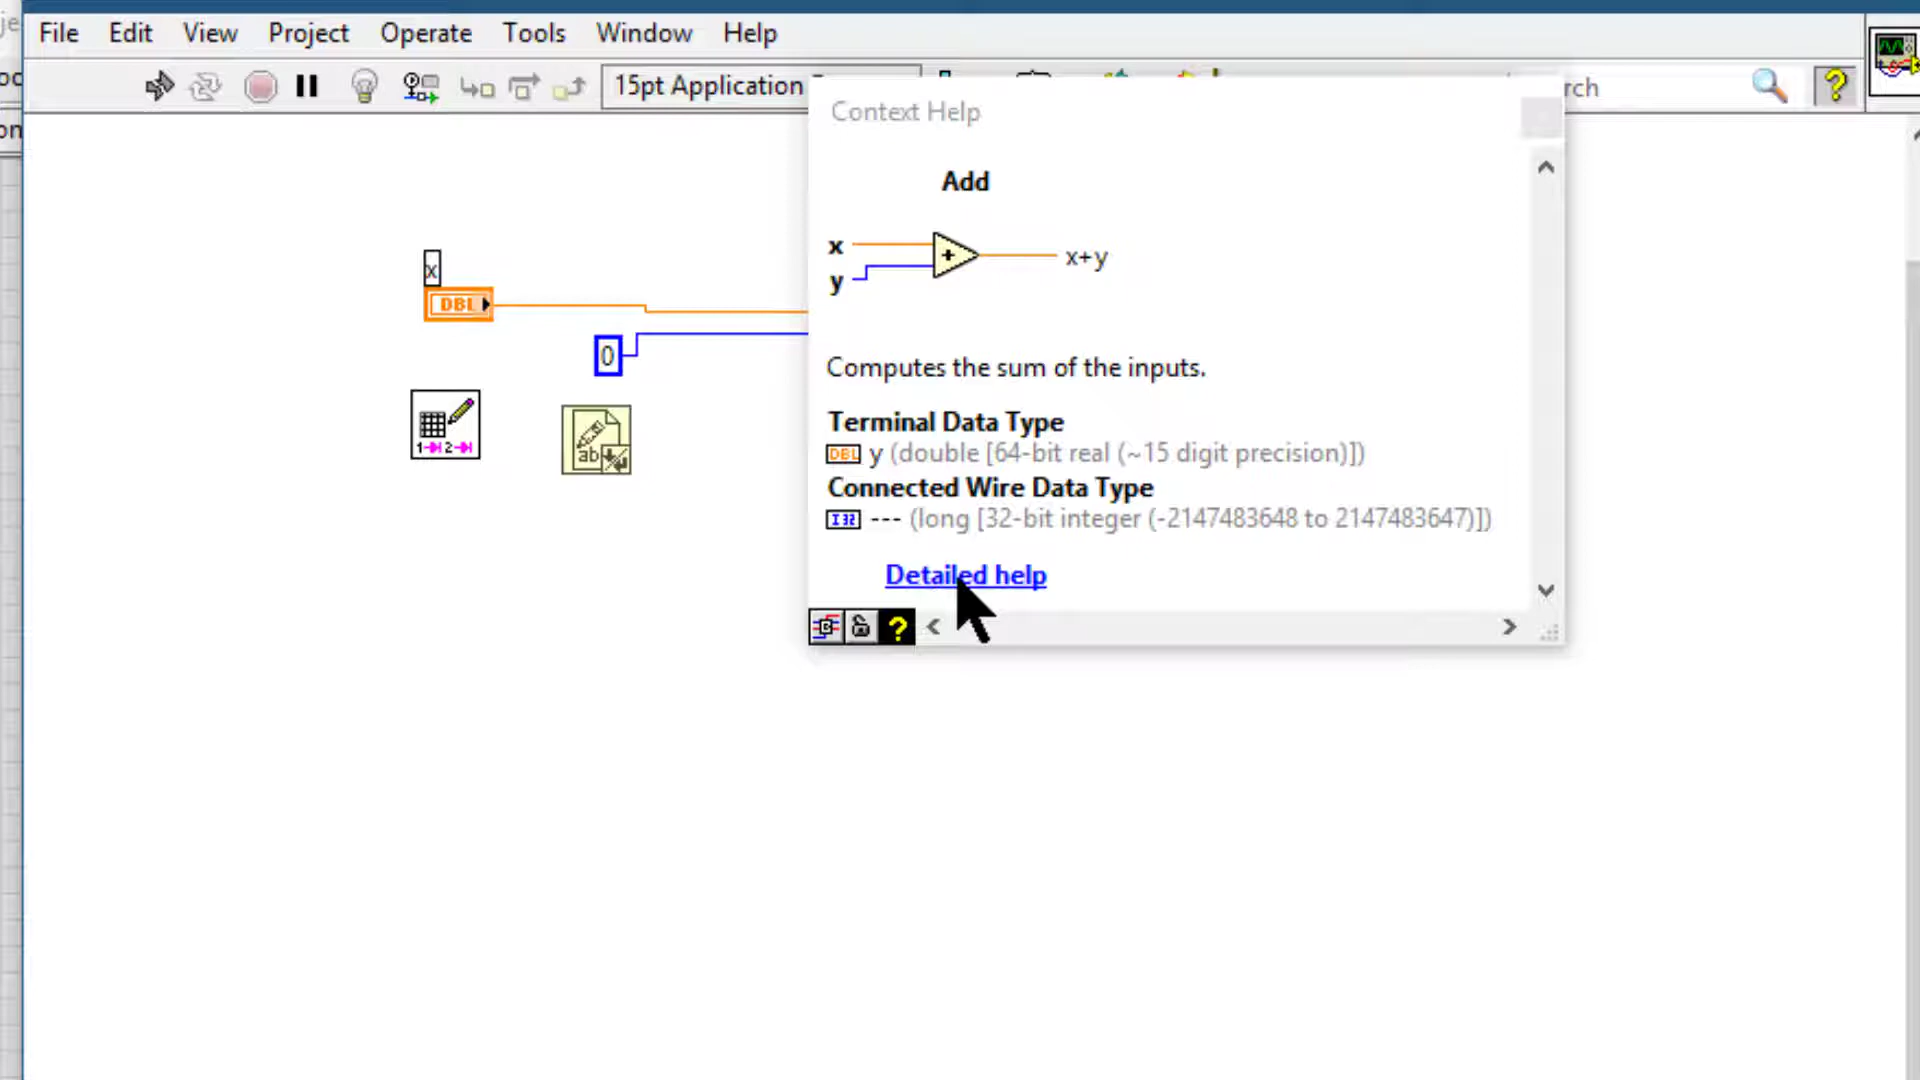 File Edit View Project Operate Tools Window Help
15pt Application
rch
?
Context Help
Add
x
y
+
x+y
x
DBL
0
1 2
ab
Computes the sum of the inputs.
Terminal Data Type
DBL y (double [64-bit real (~15 digit precision)])
Connected Wire Data Type
I32 --- (long [32-bit integer (-2147483648 to 2147483647)])
Detailed help
?